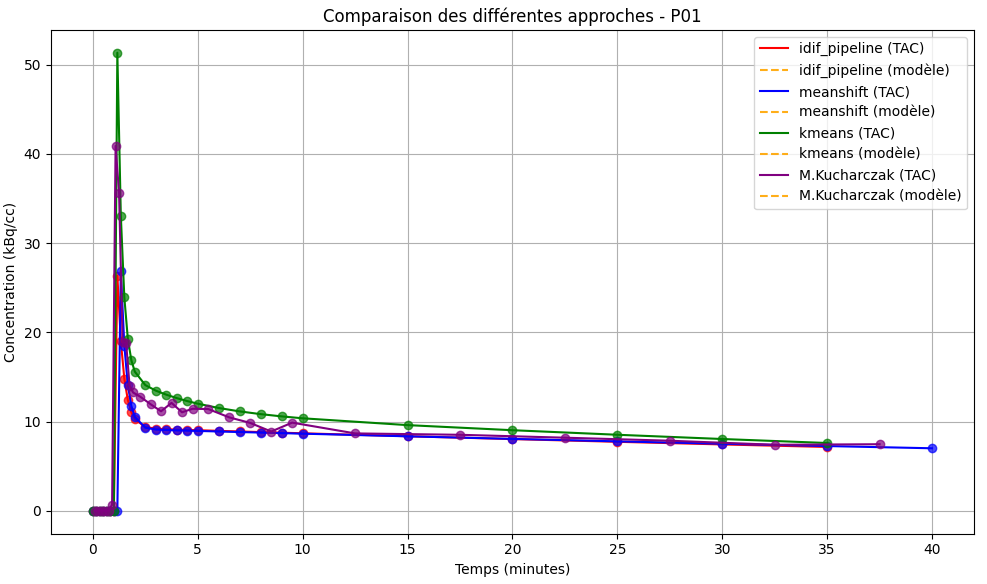 Comparaison des différentes approches - P01
idif_pipeline (TAC)
idif_pipeline (modèle)
meanshift (TAC)
meanshift (modèle)
kmeans (TAC)
kmeans (modèle)
M.Kucharczak (TAC)
M.Kucharczak (modèle)
Concentration (kBq/cc)
50
40
30
20
10
0
0 5 10 15 20 25 30 35 40
Temps (minutes)